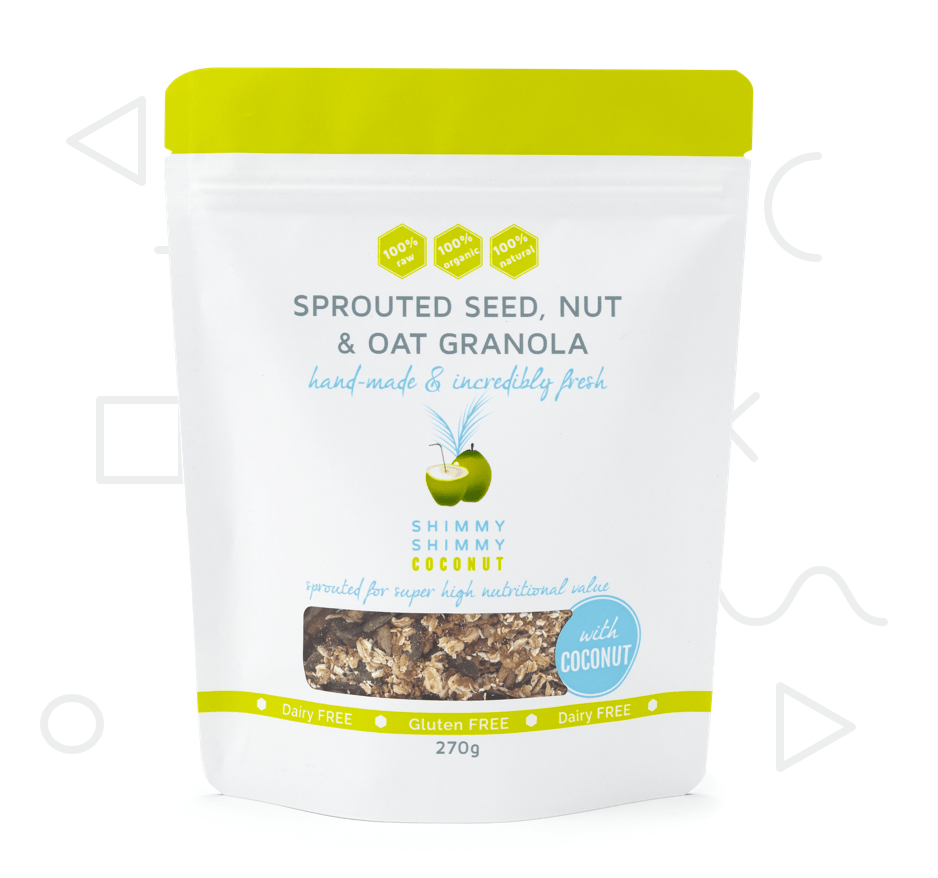 100% raw
100% organic
100% natural
SPROUTED SEED, NUT
& OAT GRANOLA
hand-made & incredibly fresh
SHIMMY
SHIMMY
COCONUT
sprouted for super high nutritional value
with
COCONUT
Dairy FREE Gluten FREE Dairy FREE
270g